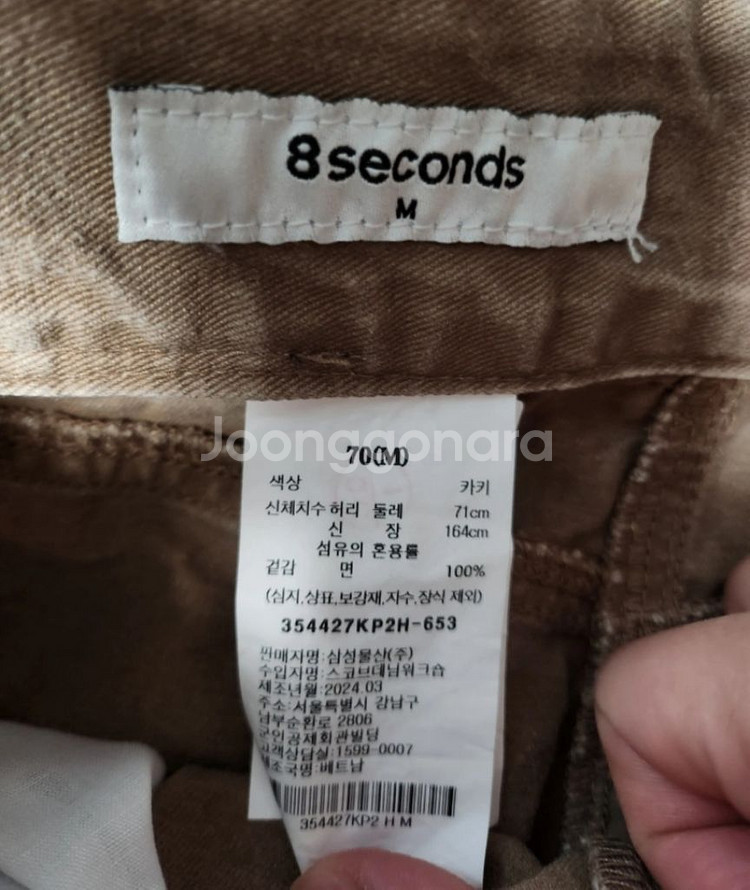 8 seconds
M
Joonggonara
70(M)
색상 카키
신체치수 허리 둘레 71cm
신 장 164cm
섬유의 혼용률
겉감 면 100%
(심지,상표,보강재,자수,장식 제외)
354427KP2H-653
판매자명:삼성물산(주)
수입자명:스코브데님워크숍
제조년월:2024.03
주소:서울특별시 강남구
남부순환로 2806
군인공제회관빌딩
고객상담실:1599-0007
제조국명:베트남
354427KP2 H M